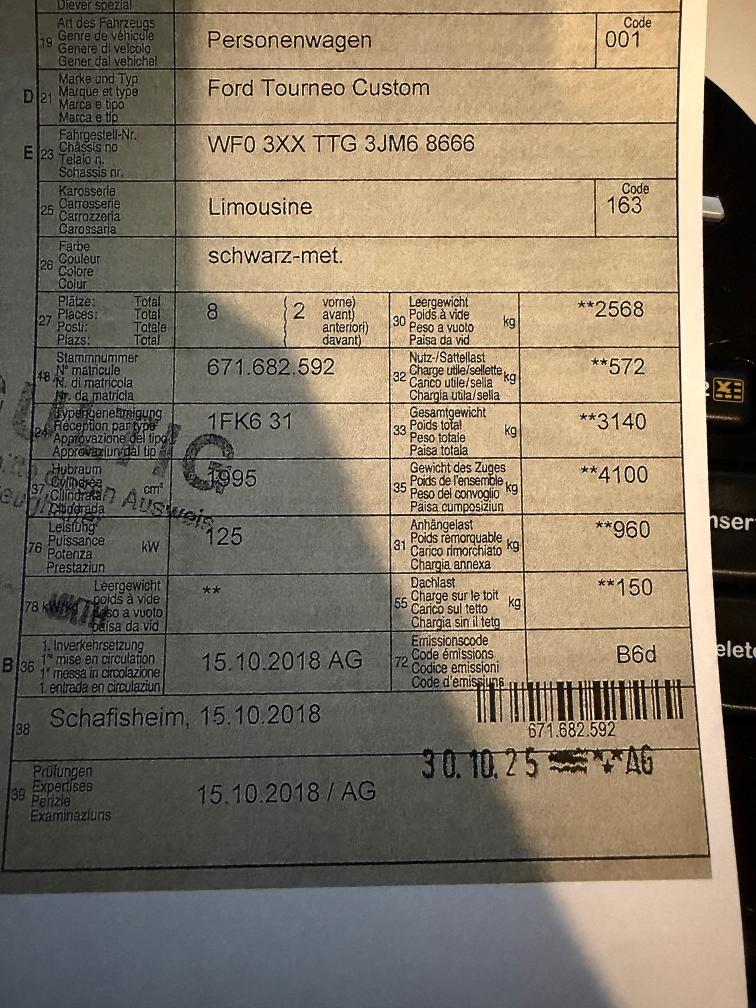 Diever spezial
19 Art des Fahrzeugs
Genre de véhicule
Genere di veicolo
Gener dal vehichel
Personenwagen
Code
001
D 21 Marke und Typ
Marque et type
Marca e tipo
Marca e tip
Ford Tourneo Custom
E 23 Fahrgestell-Nr.
Châssis no
Telaio n.
Schassis nr.
WF0 3XX TTG 3JM6 8666
25 Karosserie
Carrosserie
Carrozzeria
Carossaria
Limousine
Code
163
26 Farbe
Couleur
Colore
Colur
schwarz-met.
27 Plätze: Total
Places: Total
Posti: Totale
Plazs: Total
8 ( 2 vorne)
avant)
anteriori)
davant)
30 Leergewicht
Poids à vide
Peso a vuoto kg
Paisa da vid
**2568
18 Stammnummer
N° matricule
N. di matricola
Nr. da matricla
671.682.592
32 Nutz-/Sattellast
Charge utile/sellette kg
Carico utile/sella
Chargia utila/sella
**572
24 Typengenehmigung
Réception par type
Approvazione del tipo
Approvaziun dal tip
1FK6 31
33 Gesamtgewicht
Poids total
Peso totale kg
Paisa totala
**3140
37 Hubraum
Cylindrée cm³
Cilindrata
Cilindrada
1995
35 Gewicht des Zuges
Poids de l'ensemble kg
Peso del convoglio
Paisa cumposiziun
**4100
76 Leistung
Puissance kW
Potenza
Prestaziun
125
31 Anhängelast
Poids remorquable
Carico rimorchiato kg
Chargia annexa
**960
78 Leergewicht
poids à vide
peso a vuoto
paisa da vid
**
55 Dachlast
Charge sur le toit
Carico sul tetto kg
Chargia sin il tetg
**150
B 36 1. Inverkehrsetzung
1re mise en circulation
1a messa in circolazione
1. entrada en circulaziun
15.10.2018 AG
72 Emissionscode
Code émissions
Codice emissioni
Code d'emissiuns
B6d
38 Schafisheim, 15.10.2018
671.682.592
30.10.25 AG
39 Prüfungen
Expertises
Perizie
Examinaziuns
15.10.2018 / AG
Ausweis